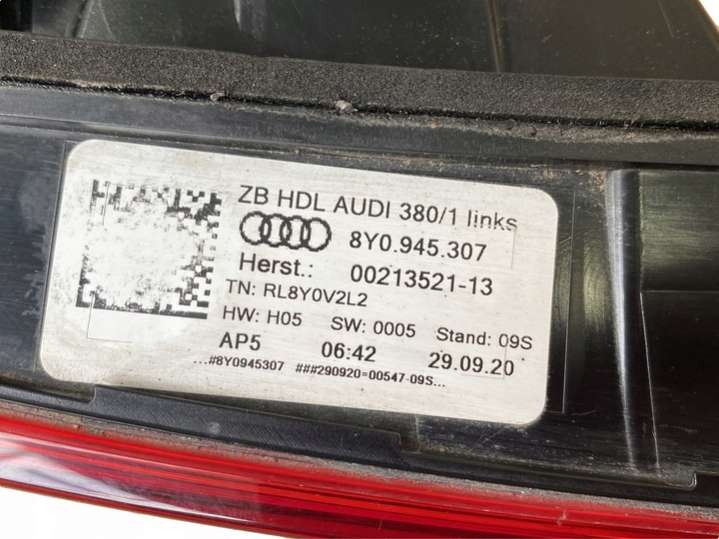 ZB HDL AUDI 380/1 links
8Y0.945.307
Herst.: 00213521-13
TN: RL8Y0V2L2
HW: H05 SW: 0005 Stand: 09S
AP5 06:42 29.09.20
...#8Y0945307 ###290920=00547-09S...